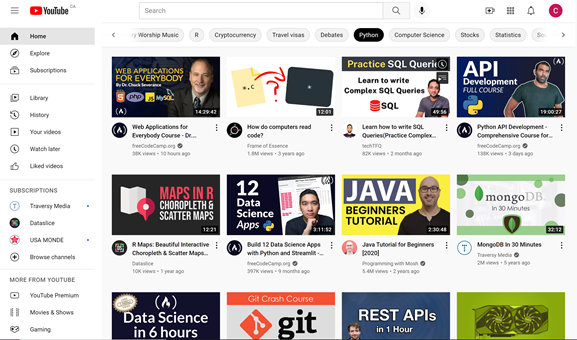 YouTube CA
Search
C
Home
Explore
Subscriptions
Library
History
Your videos
Watch later
Liked videos
SUBSCRIPTIONS
Traversy Media
Dataslice
USA MONDE
Browse channels
MORE FROM YOUTUBE
YouTube Premium
Movies & Shows
Gaming
ry Worship Music
R
Cryptocurrency
Travel visas
Debates
Python
Computer Science
Stocks
Statistics
WEB APPLICATIONS
FOR EVERYBODY
By Dr. Chuck Severance
php JS MySQL
14:29:42
Web Applications for
Everybody Course - Dr...
freeCodeCamp.org
38K views • 10 hours ago
*.C
*
12:01
How do computers read
code?
Frame of Essence
1.8M views • 3 years ago
Practice SQL Queries
Learn to write
Complex SQL Queries
SQL
49:56
Learn how to write SQL
Queries(Practice Complex...
techTFQ
82K views • 2 months ago
API
Development
FULL COURSE
19:00:27
Python API Development -
Comprehensive Course for...
freeCodeCamp.org
138K views • 3 days ago
MAPS IN R
CHOROPLETH &
SCATTER MAPS
12:21
R Maps: Beautiful Interactive
Choropleth & Scatter Maps...
Dataslice
10K views • 1 year ago
12
Data Science
Apps
3:11:52
Build 12 Data Science Apps
with Python and Streamlit -...
freeCodeCamp.org
397K views • 9 months ago
JAVA
BEGINNERS
TUTORIAL
2:30:48
Java Tutorial for Beginners
[2020]
Programming with Mosh
5.4M views • 2 years ago
mongoDB
in 30 Minutes
32:12
MongoDB In 30 Minutes
Traversy Media
2M views • 5 years ago
Data Science
in 6 hours
Git Crash Course
git
REST APIs
in 1 Hour